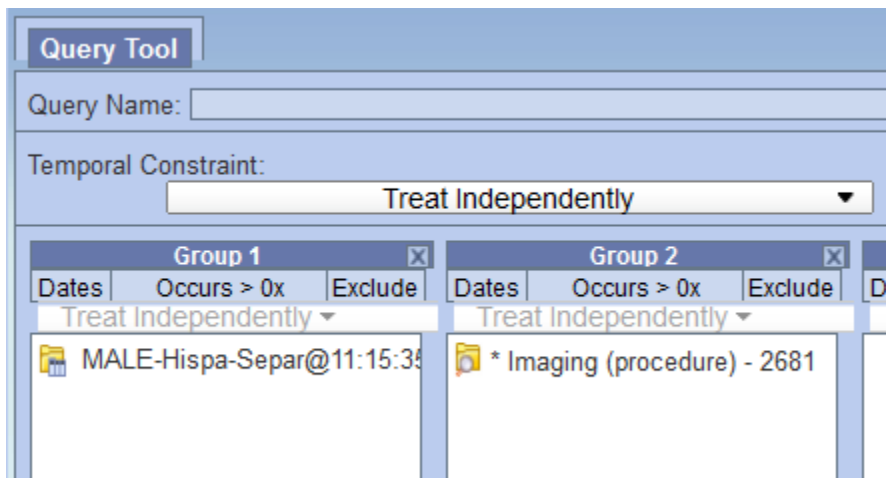 Query Tool
Query Name:
Temporal Constraint:
Treat Independently
Group 1
Dates Occurs > 0x Exclude
Treat Independently
MALE-Hispa-Separ@11:15:35
Group 2
Dates Occurs > 0x Exclude
Treat Independently
* Imaging (procedure) - 2681
D